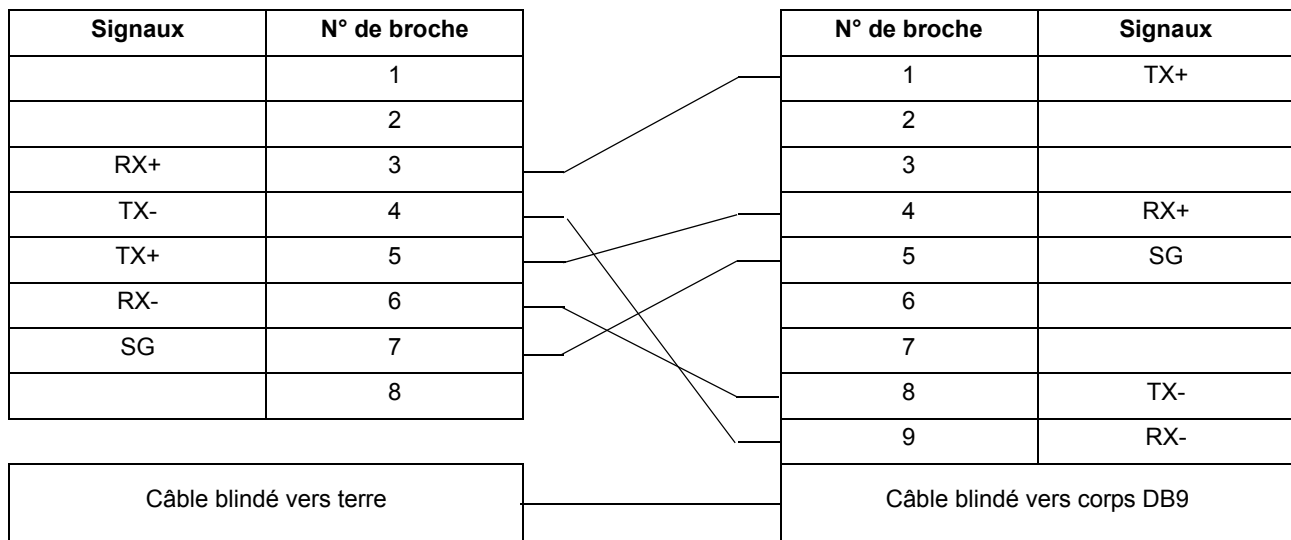 Signaux N° de broche N° de broche Signaux
1 1 TX+
2 2
RX+ 3 3
TX- 4 4 RX+
TX+ 5 5 SG
RX- 6 6
SG 7 7
8 8 TX-
9 RX-
Câble blindé vers terre Câble blindé vers corps DB9